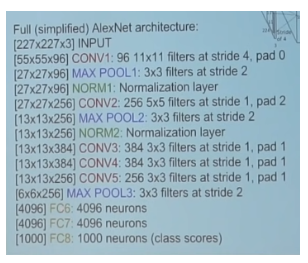 Full (simplified) AlexNet architecture:
[227x227x3] INPUT
[55x55x96] CONV1: 96 11x11 filters at stride 4, pad 0
[27x27x96] MAX POOL1: 3x3 filters at stride 2
[27x27x96] NORM1: Normalization layer
[27x27x256] CONV2: 256 5x5 filters at stride 1, pad 2
[13x13x256] MAX POOL2: 3x3 filters at stride 2
[13x13x256] NORM2: Normalization layer
[13x13x384] CONV3: 384 3x3 filters at stride 1, pad 1
[13x13x384] CONV4: 384 3x3 filters at stride 1, pad 1
[13x13x256] CONV5: 256 3x3 filters at stride 1, pad 1
[6x6x256] MAX POOL3: 3x3 filters at stride 2
[4096] FC6: 4096 neurons
[4096] FC7: 4096 neurons
[1000] FC8: 1000 neurons (class scores)
Stride
of 4